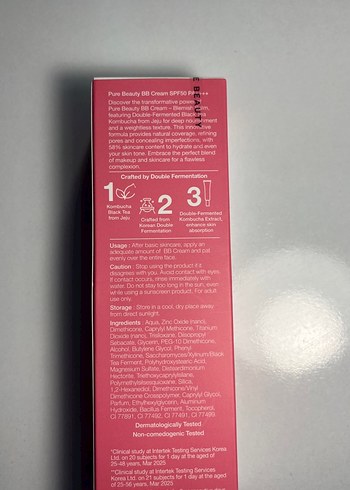 Pure Beauty BB Cream SPF50 PA++++
Discover the transformative power
Pure Beauty BB Cream – Blemish
featuring Double-Fermented Black Tea
Kombucha from Jeju for deep nourishment
and a weightless texture. This innovative
formula provides natural coverage, refining
pores and concealing imperfections, with
58% skincare content to hydrate and even
your skin tone. Embrace the perfect blend
of makeup and skincare for a flawless
complexion.
Crafted by Double Fermentation
1
Kombucha
Black Tea
from Jeju
2
Crafted from
Korean Double
Fermentation
3
Double-Fermented
Kombucha Extract,
enhance skin
absorption
Usage : After basic skincare, apply an
adequate amount of BB Cream and pat
evenly over the entire face.
Caution : Stop using the product if it
disagrees with you. Avoid contact with eyes.
If contact occurs, rinse immediately with
water. Do not stay too long in the sun, even
while using a sunscreen product. For adult
use only.
Storage : Store in a cool, dry place away
from direct sunlight.
Ingredients : Aqua, Zinc Oxide (nano),
Dimethicone, Caprylyl Methicone, Titanium
Dioxide (nano), Trisiloxane, Diisopropyl
Sebacate, Glycerin, PEG-10 Dimethicone,
Alcohol, Butylene Glycol, Phenyl
Trimethicone, Saccharomyces/Xylinum/Black
Tea Ferment, Polyhydroxystearic Acid,
Magnesium Sulfate, Disteardimonium
Hectorite, Triethoxycaprylylsilane,
Polymethylsilsesquioxane, Silica,
1,2-Hexanediol, Dimethicone/Vinyl
Dimethicone Crosspolymer, Caprylyl Glycol,
Parfum, Ethylhexylglycerin, Aluminum
Hydroxide, Bacillus Ferment, Tocopherol,
CI 77891, CI 77492, CI 77491, CI 77499.
Dermatologically Tested
Non-comedogenic Tested
*Clinical study at Intertek Testing Services
Korea Ltd. on 20 subjects for 1 day at the aged of
25-48 years, Mar 2025
**Clinical study at Intertek Testing Services
Korea Ltd. on 21 subjects for 1 day at the
aged of 25-56 years, Mar 2025